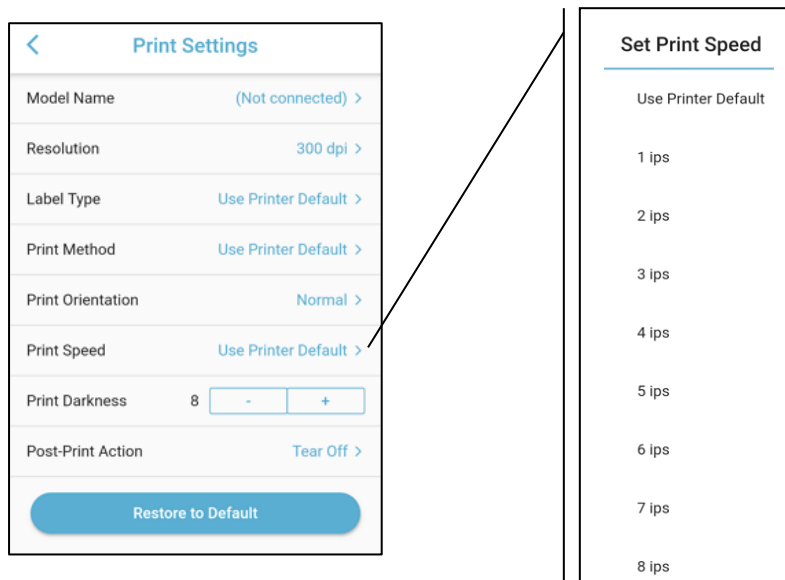 Print Settings
Model Name (Not connected)
Resolution 300 dpi
Label Type Use Printer Default
Print Method Use Printer Default
Print Orientation Normal
Print Speed Use Printer Default
Print Darkness 8 - +
Post-Print Action Tear Off
Restore to Default
Set Print Speed
Use Printer Default
1 ips
2 ips
3 ips
4 ips
5 ips
6 ips
7 ips
8 ips